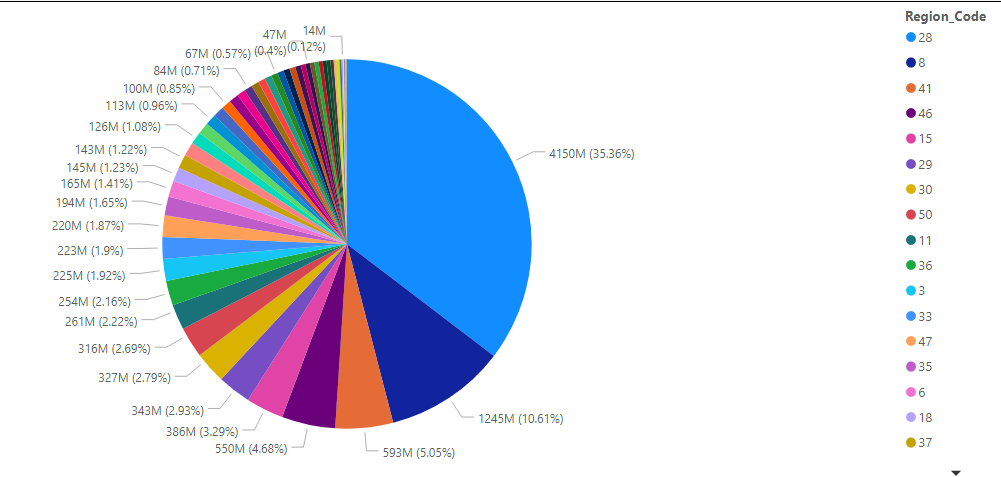 14M
(0.12%)
47M
(0.4%)
67M (0.57%)
84M (0.71%)
100M (0.85%)
113M (0.96%)
126M (1.08%)
143M (1.22%)
145M (1.23%)
165M (1.41%)
194M (1.65%)
220M (1.87%)
223M (1.9%)
225M (1.92%)
254M (2.16%)
261M (2.22%)
316M (2.69%)
327M (2.79%)
343M (2.93%)
386M (3.29%)
550M (4.68%)
593M (5.05%)
1245M (10.61%)
4150M (35.36%)
Region_Code
28
8
41
46
15
29
30
50
11
36
3
33
47
35
6
18
37